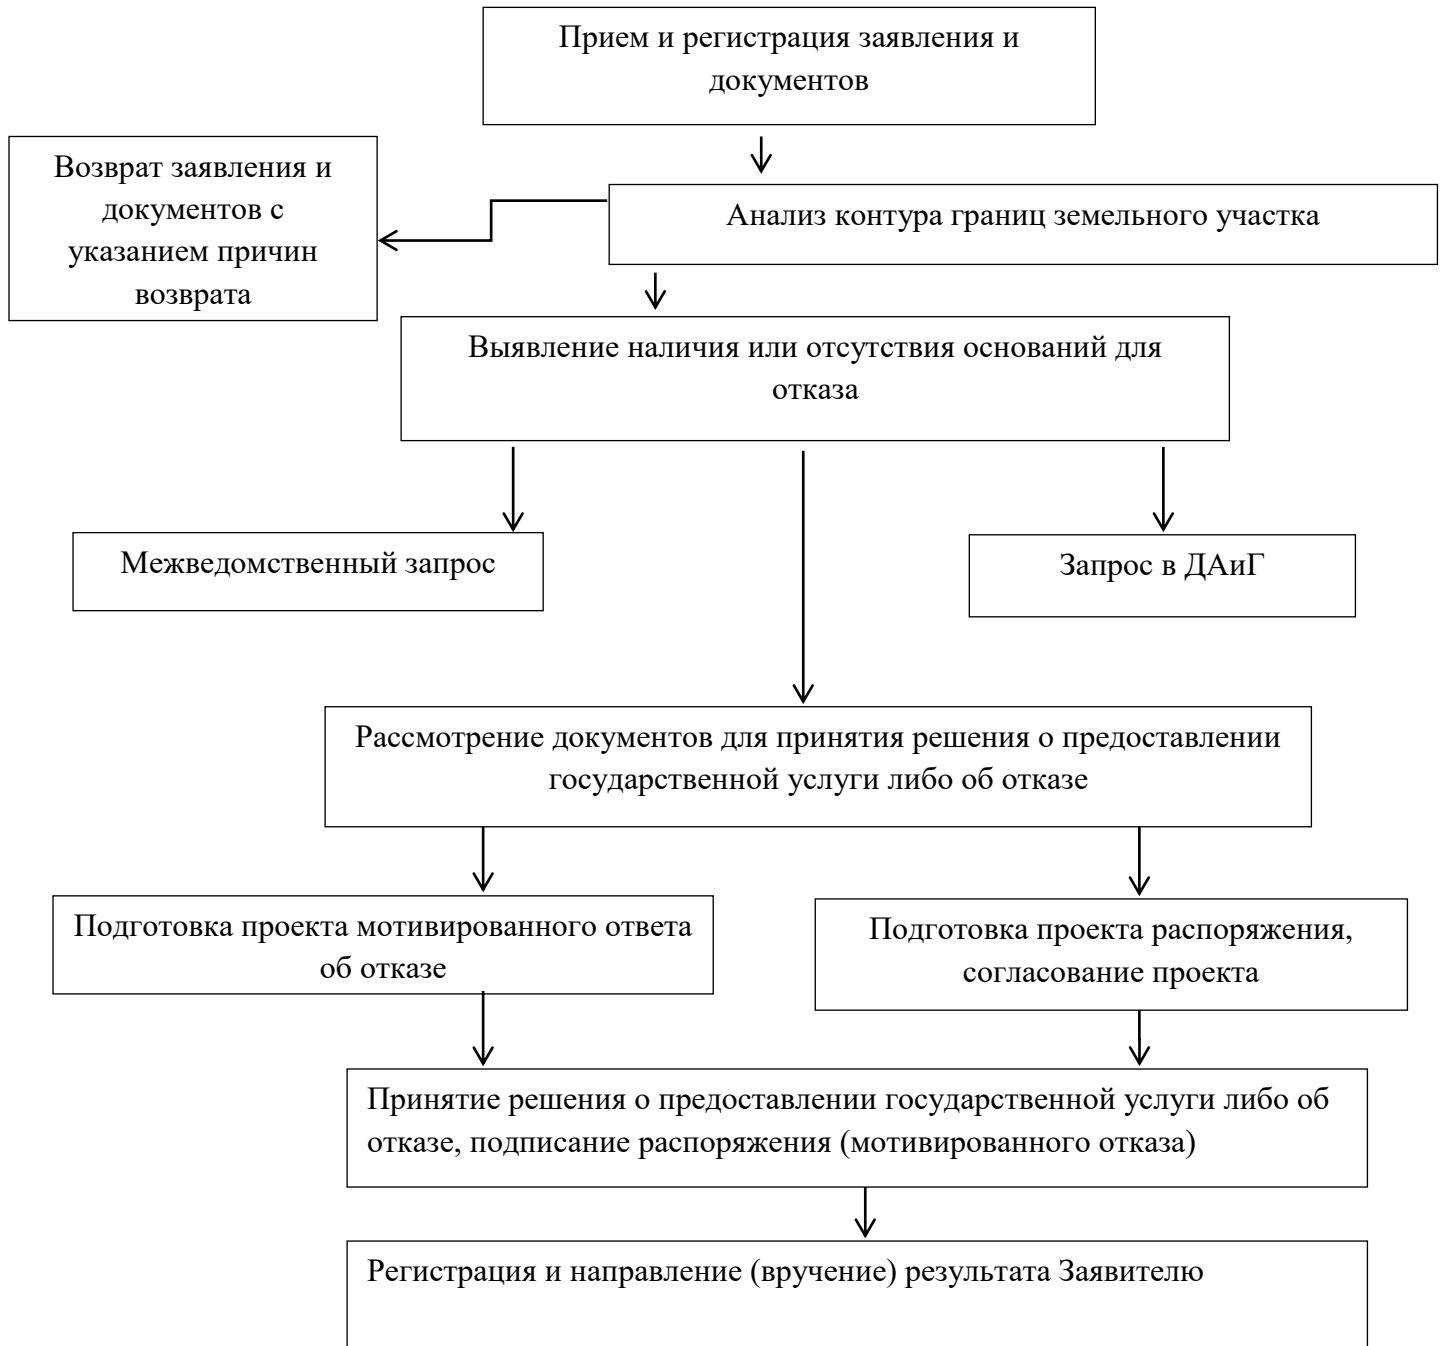 Прием и регистрация заявления и
документов
Возврат заявления и
документов с
указанием причин
возврата
Анализ контура границ земельного участка
Выявление наличия или отсутствия оснований для
отказа
Межведомственный запрос
Запрос в ДАиГ
Рассмотрение документов для принятия решения о предоставлении
государственной услуги либо об отказе
Подготовка проекта мотивированного ответа
об отказе
Подготовка проекта распоряжения,
согласование проекта
Принятие решения о предоставлении государственной услуги либо об
отказе, подписание распоряжения (мотивированного отказа)
Регистрация и направление (вручение) результата Заявителю